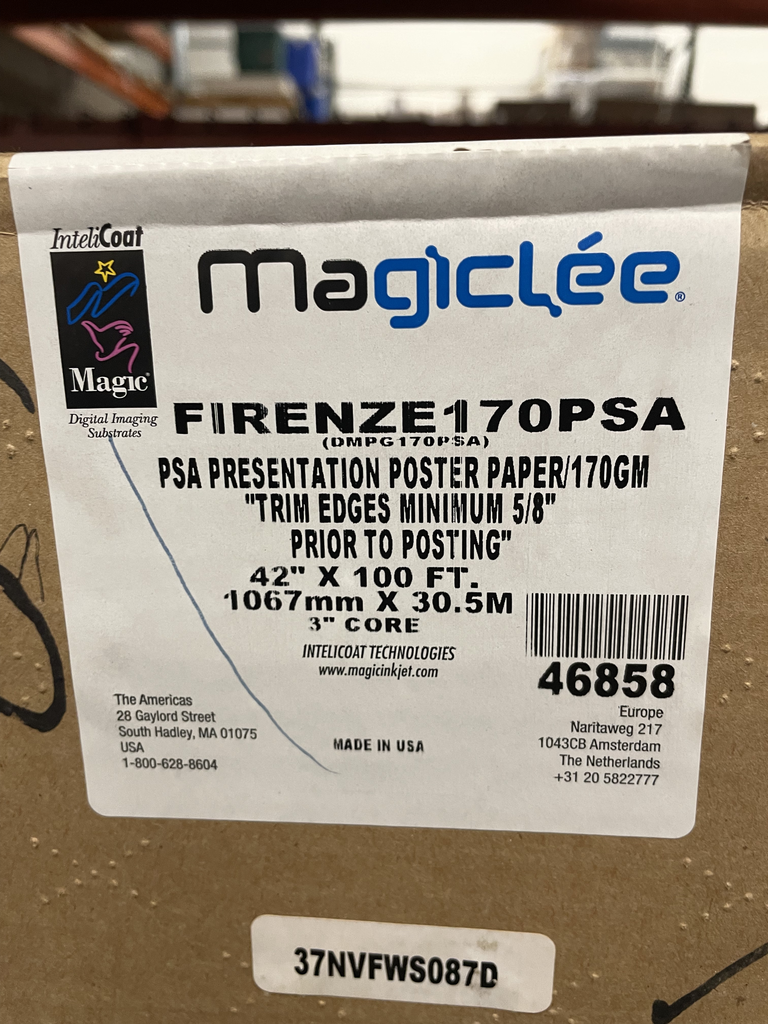 InteliCoat
Magic®
Digital Imaging
Substrates
magiclée®
FIRENZE170PSA
(DMPG170PSA)
PSA PRESENTATION POSTER PAPER/170GM
"TRIM EDGES MINIMUM 5/8"
PRIOR TO POSTING"
42" X 100 FT.
1067mm X 30.5M
3" CORE
INTELICOAT TECHNOLOGIES
www.magicinkjet.com
46858
The Americas
28 Gaylord Street
South Hadley, MA 01075
USA
1-800-628-8604
MADE IN USA
Europe
Naritaweg 217
1043CB Amsterdam
The Netherlands
+31 20 5822777
37NVFWS087D